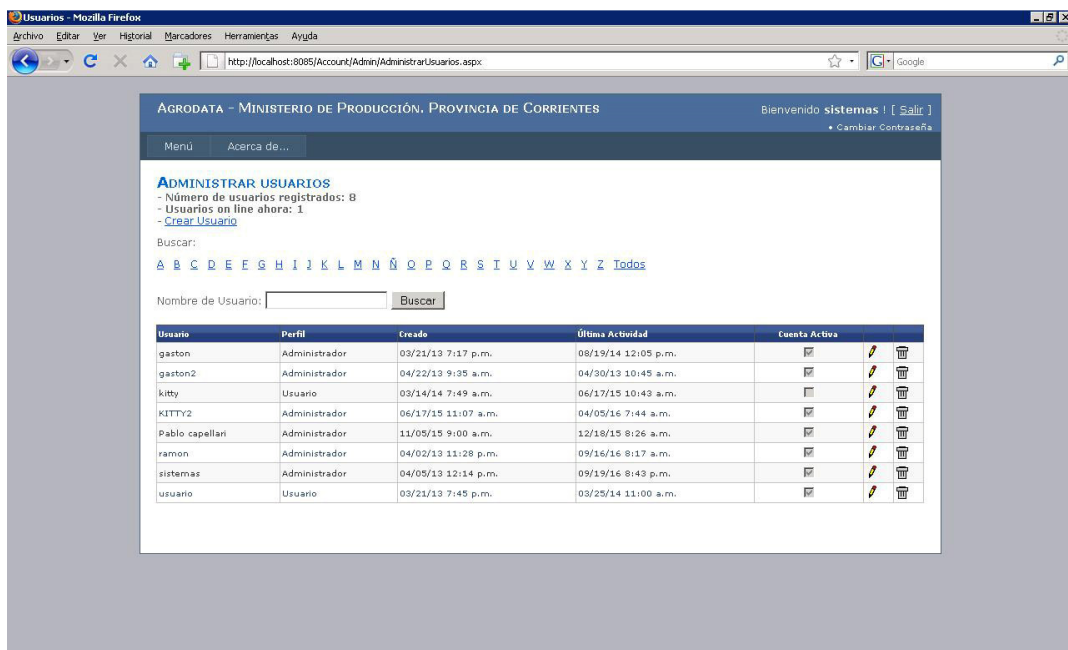 Usuarios - Mozilla Firefox
Archivo Editar Ver Historial Marcadores Herramientas Ayuda
http://localhost:8085/Account/Admin/AdministrarUsuarios.aspx G Google
AGRODATA - MINISTERIO DE PRODUCCIÓN. PROVINCIA DE CORRIENTES Bienvenido sistemas ! [ Salir ]
• Cambiar Contraseña
Menú Acerca de...
ADMINISTRAR USUARIOS
- Número de usuarios registrados: 8
- Usuarios on line ahora: 1
- Crear Usuario
Buscar:
A B C D E F G H I J K L M N Ñ O P Q R S T U V W X Y Z Todos
Nombre de Usuario: Buscar
Usuario Perfil Creado Última Actividad Cuenta Activa
gaston Administrador 03/21/13 7:17 p.m. 08/19/14 12:05 p.m.
gaston2 Administrador 04/22/13 9:35 a.m. 04/30/13 10:45 a.m.
kitty Usuario 03/14/14 7:49 a.m. 06/17/15 10:43 a.m.
KITTY2 Administrador 06/17/15 11:07 a.m. 04/05/16 7:44 a.m.
Pablo capellari Administrador 11/05/15 9:00 a.m. 12/18/15 8:26 a.m.
ramon Administrador 04/02/13 11:28 p.m. 09/16/16 8:17 a.m.
sistemas Administrador 04/05/13 12:14 p.m. 09/19/16 8:43 p.m.
usuario Usuario 03/21/13 7:45 p.m. 03/25/14 11:00 a.m.